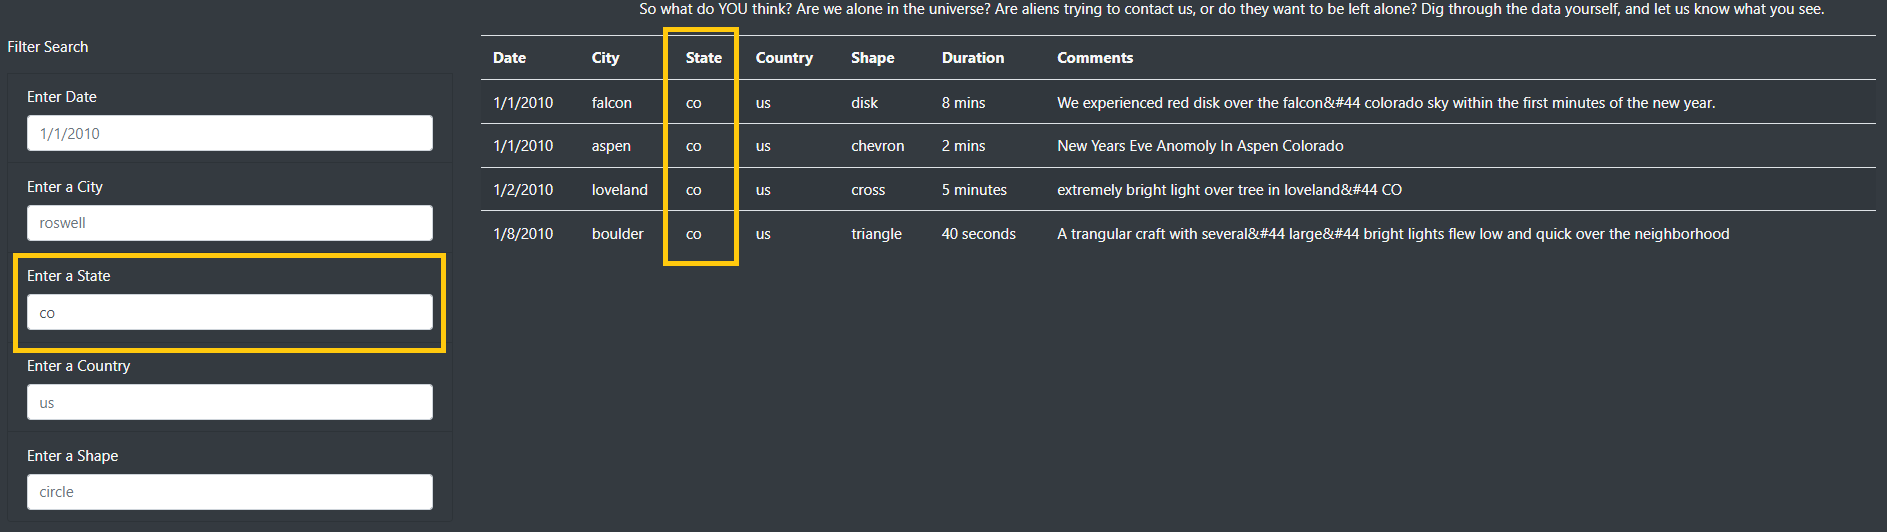 So what do YOU think? Are we alone in the universe? Are aliens trying to contact us, or do they want to be left alone? Dig through the data yourself, and let us know what you see.
Filter Search
Enter Date
1/1/2010
Enter a City
roswell
Enter a State
co
Enter a Country
us
Enter a Shape
circle
Date City State Country Shape Duration Comments
1/1/2010 falcon co us disk 8 mins We experienced red disk over the falcon&#44 colorado sky within the first minutes of the new year.
1/1/2010 aspen co us chevron 2 mins New Years Eve Anomoly In Aspen Colorado
1/2/2010 loveland co us cross 5 minutes extremely bright light over tree in loveland&#44 CO
1/8/2010 boulder co us triangle 40 seconds A trangular craft with several&#44 large&#44 bright lights flew low and quick over the neighborhood